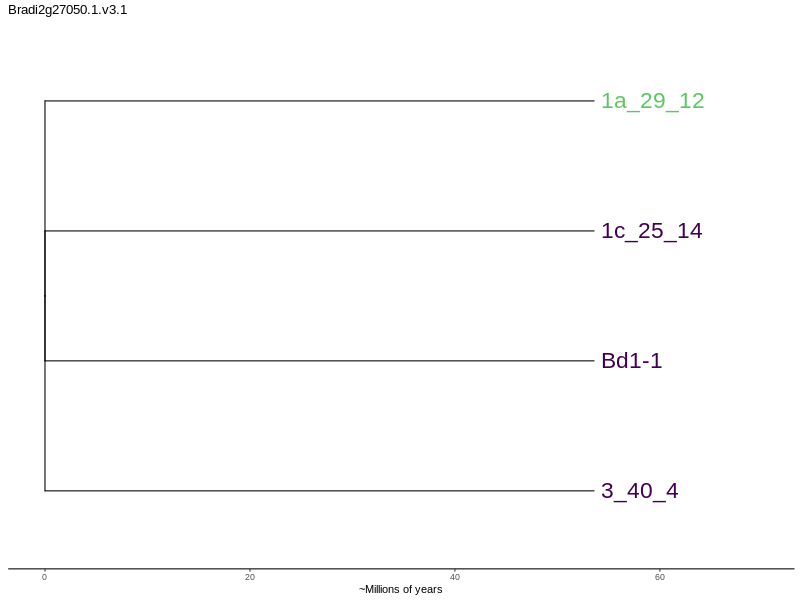 Bradi2g27050.1.v3.1
1a_29_12
1c_25_14
Bd1-1
3_40_4
0 20 40 60
~Millions of years